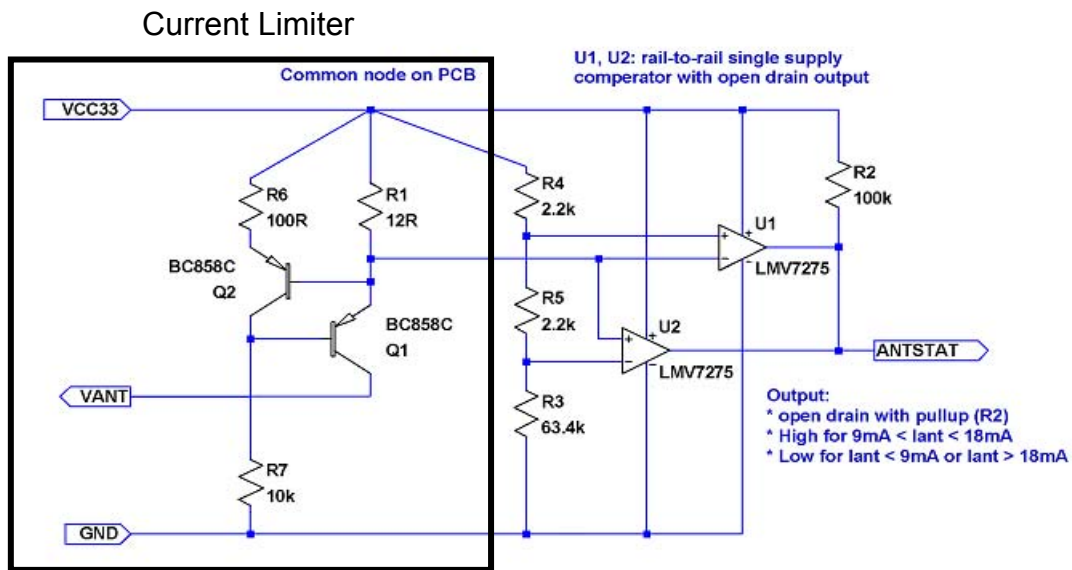 Current Limiter
Common node on PCB
U1, U2: rail-to-rail single supply
comperator with open drain output
VCC33
R6
100R
R1
12R
R4
2.2k
R2
100k
U1
+
-
+
-
LMV7275
BC858C
Q2
BC858C
Q1
R5
2.2k
U2
+
-
+
-
LMV7275
ANTSTAT
VANT
R3
63.4k
Output:
* open drain with pullup (R2)
* High for 9mA < Iant < 18mA
* Low for Iant < 9mA or Iant > 18mA
R7
10k
GND